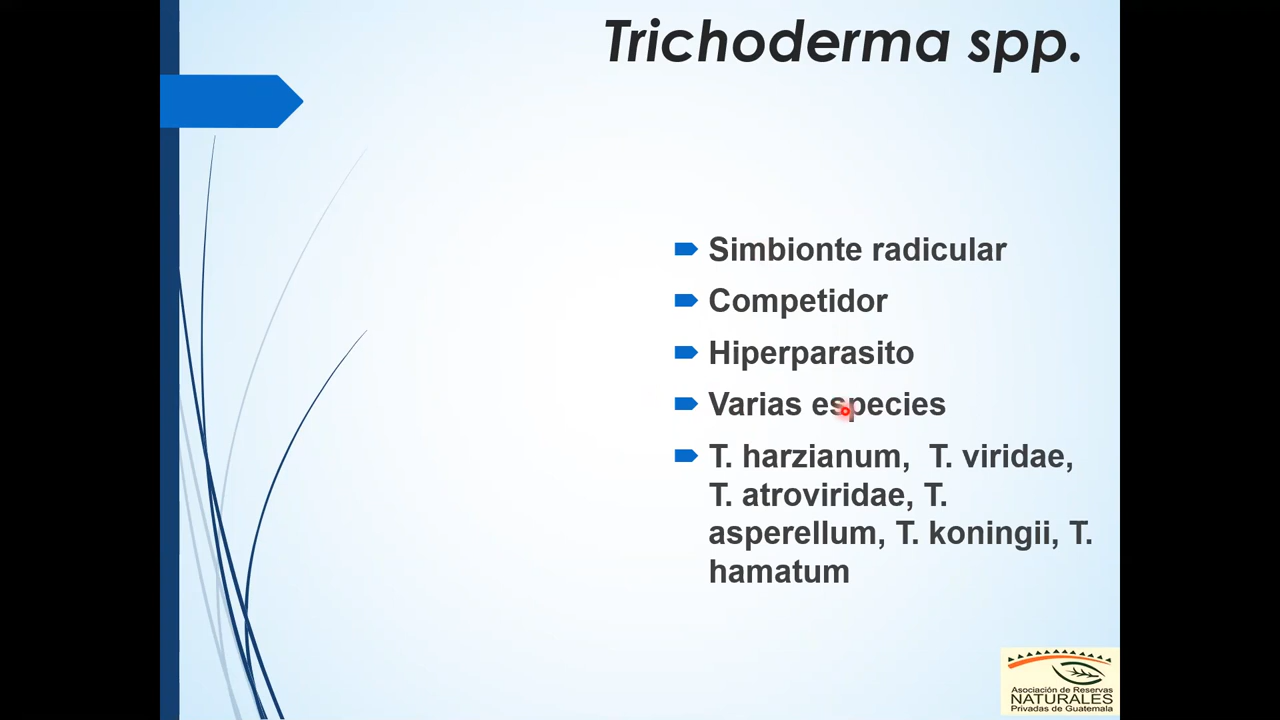 Trichoderma spp.
Simbionte radicular
Competidor
Hiperparasito
Varias especies
T. harzianum, T. viridae,
T. atroviridae, T.
asperellum, T. koningii, T.
hamatum
Asociación de Reservas
NATURALES
Privadas de Guatemala